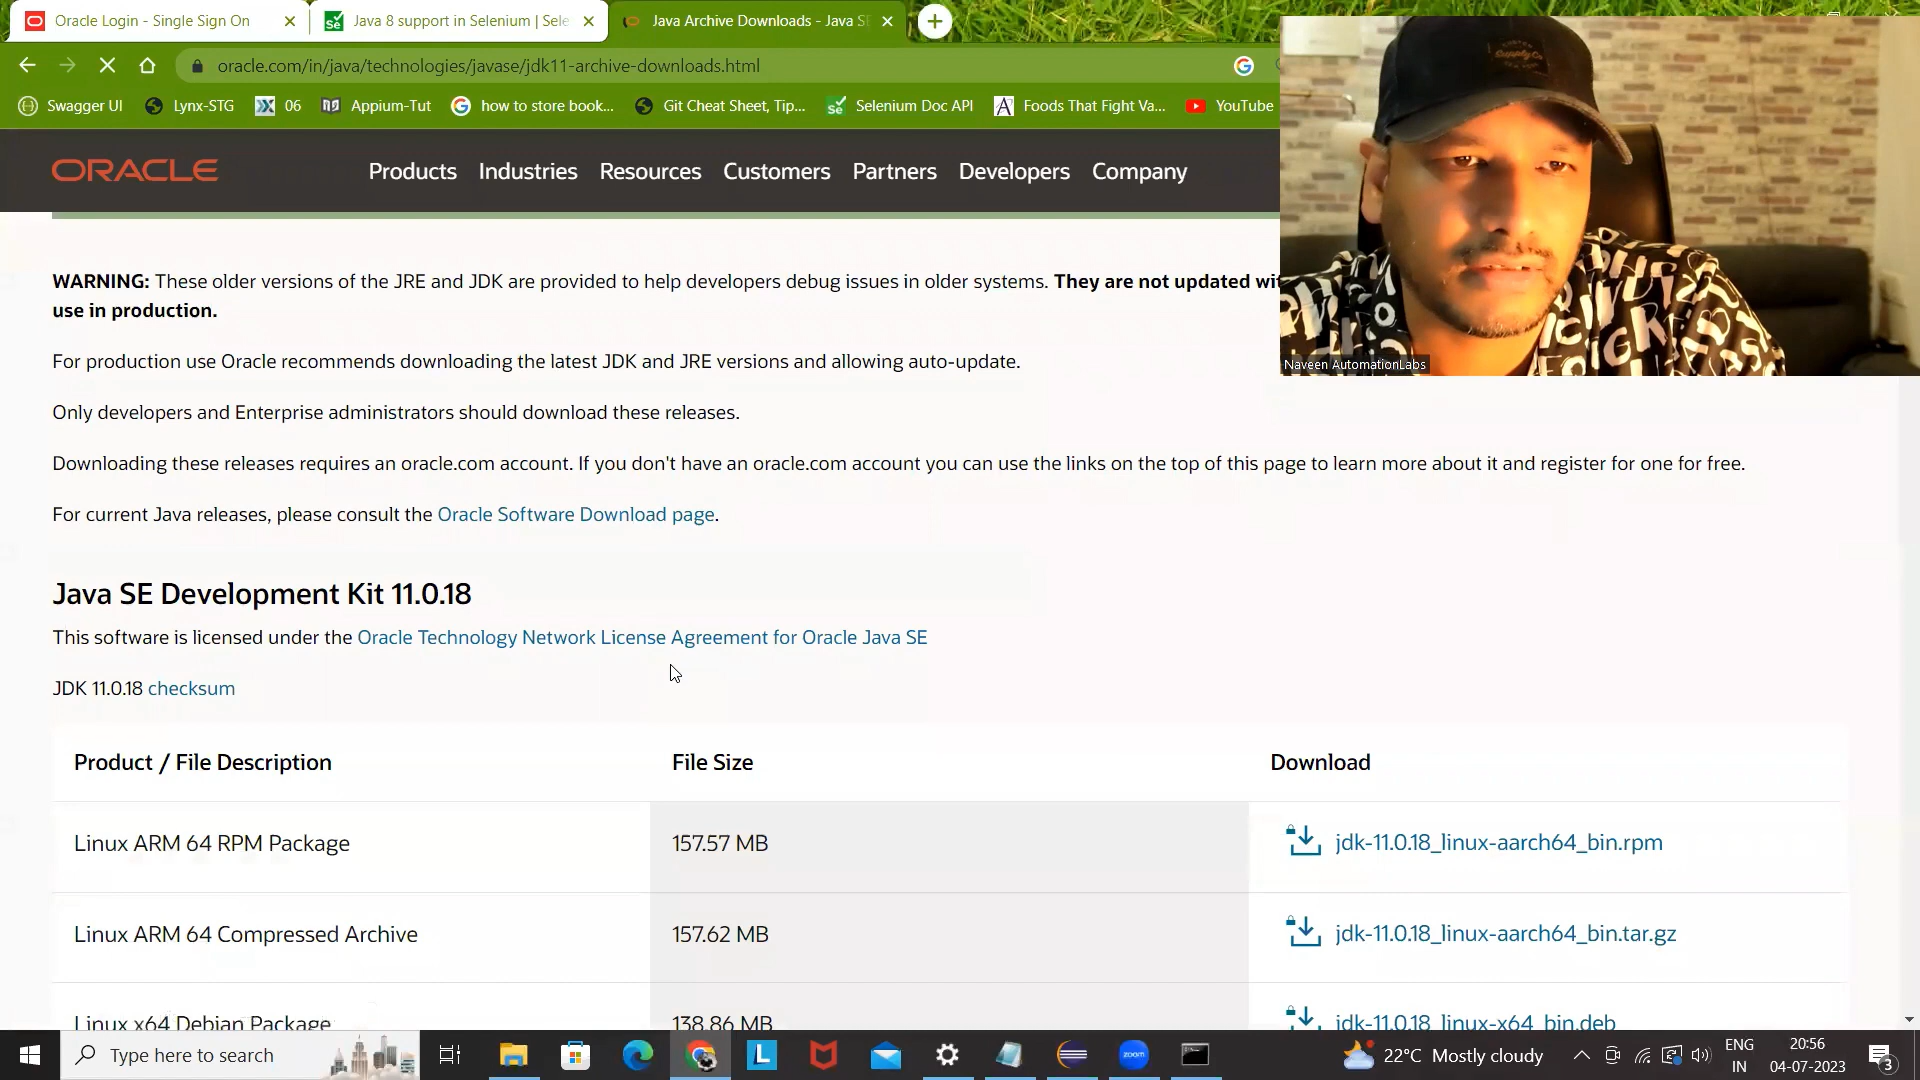 Oracle Login - Single Sign On
Java 8 support in Selenium | Sele
Java Archive Downloads - Java S
oracle.com/in/java/technologies/javase/jdk11-archive-downloads.html
Swagger UI
Lynx-STG
06
Appium-Tut
how to store book...
Git Cheat Sheet, Tip...
Selenium Doc API
Foods That Fight Va...
YouTube
ORACLE
Products
Industries
Resources
Customers
Partners
Developers
Company
WARNING: These older versions of the JRE and JDK are provided to help developers debug issues in older systems. They are not updated wit
use in production.
For production use Oracle recommends downloading the latest JDK and JRE versions and allowing auto-update.
Only developers and Enterprise administrators should download these releases.
Downloading these releases requires an oracle.com account. If you don't have an oracle.com account you can use the links on the top of this page to learn more about it and register for one for free.
For current Java releases, please consult the Oracle Software Download page.
Java SE Development Kit 11.0.18
This software is licensed under the Oracle Technology Network License Agreement for Oracle Java SE
JDK 11.0.18 checksum
Product / File Description
File Size
Download
Linux ARM 64 RPM Package
157.57 MB
jdk-11.0.18_linux-aarch64_bin.rpm
Linux ARM 64 Compressed Archive
157.62 MB
jdk-11.0.18_linux-aarch64_bin.tar.gz
Linux x64 Debian Package
138.86 MB
jdk-11.0.18_linux-x64_bin.deb
Naveen AutomationLabs
Type here to search
L
zoom
22°C Mostly cloudy
ENG
IN
20:56
04-07-2023
3